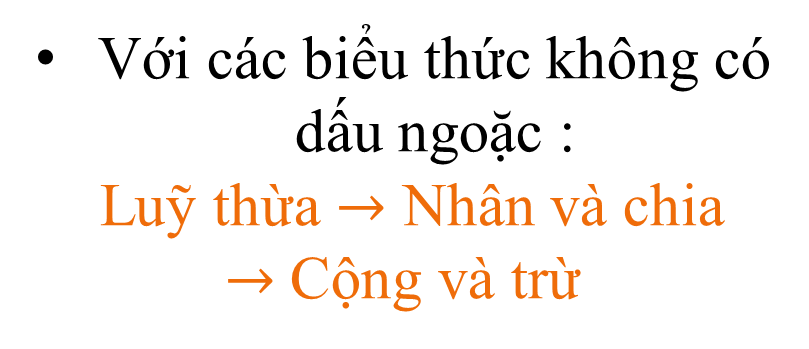 • Với các biểu thức không có
dấu ngoặc :
Luỹ thừa → Nhân và chia
→ Cộng và trừ